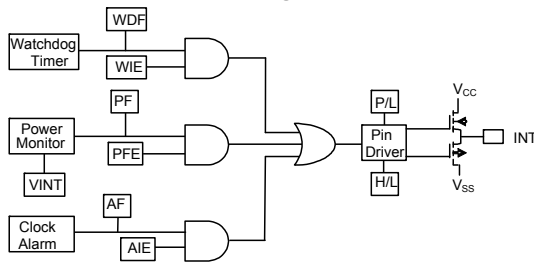 WDF
Watchdog
Timer
WIE
PF
Power
Monitor
PFE
VINT
AF
Clock
Alarm
AIE
P/L
Pin
Driver
H/L
VCC
INT
VSS